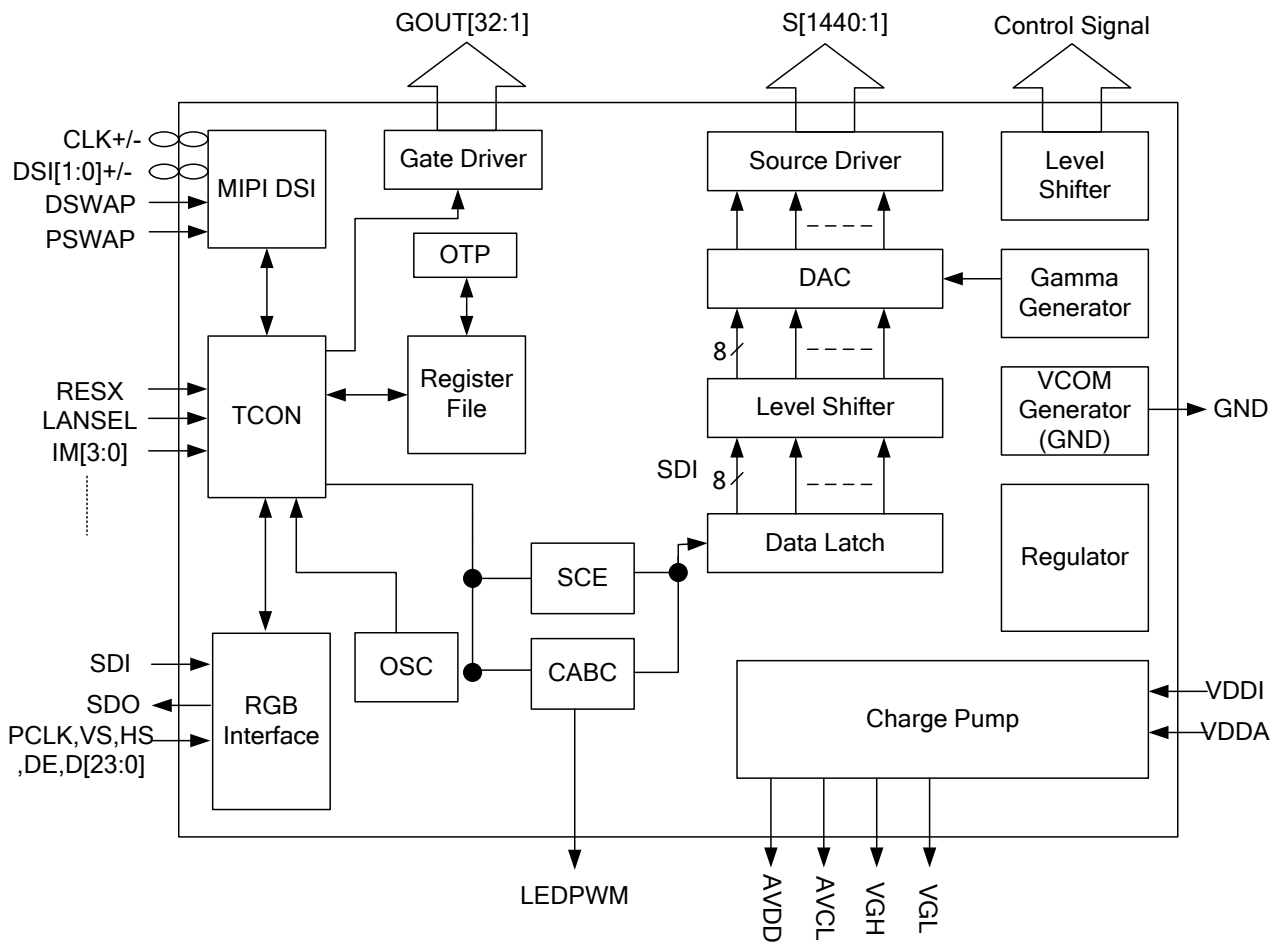 GOUT[32:1]
S[1440:1]
Control Signal
CLK+/-
DSI[1:0]+/-
DSWAP
PSWAP
MIPI DSI
Gate Driver
Source Driver
Level
Shifter
OTP
DAC
Gamma
Generator
8
RESX
LANSEL
IM[3:0]
TCON
Register
File
Level Shifter
VCOM
Generator
(GND)
GND
SDI
8
Data Latch
Regulator
SCE
OSC
CABC
SDI
SDO
PCLK,VS,HS
,DE,D[23:0]
RGB
Interface
Charge Pump
VDDI
VDDA
LEDPWM
AVDD
AVCL
VGH
VGL